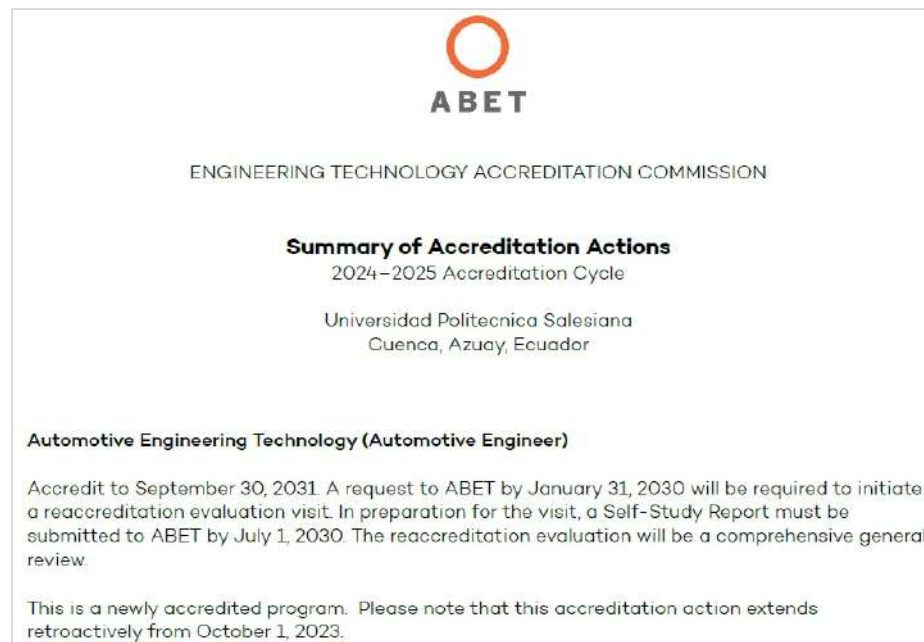 ABET
ENGINEERING TECHNOLOGY ACCREDITATION COMMISSION
Summary of Accreditation Actions
2024–2025 Accreditation Cycle
Universidad Politecnica Salesiana
Cuenca, Azuay, Ecuador
Automotive Engineering Technology (Automotive Engineer)
Accredit to September 30, 2031. A request to ABET by January 31, 2030 will be required to initiate
a reaccreditation evaluation visit. In preparation for the visit, a Self-Study Report must be
submitted to ABET by July 1, 2030. The reaccreditation evaluation will be a comprehensive general
review.
This is a newly accredited program. Please note that this accreditation action extends
retroactively from October 1, 2023.